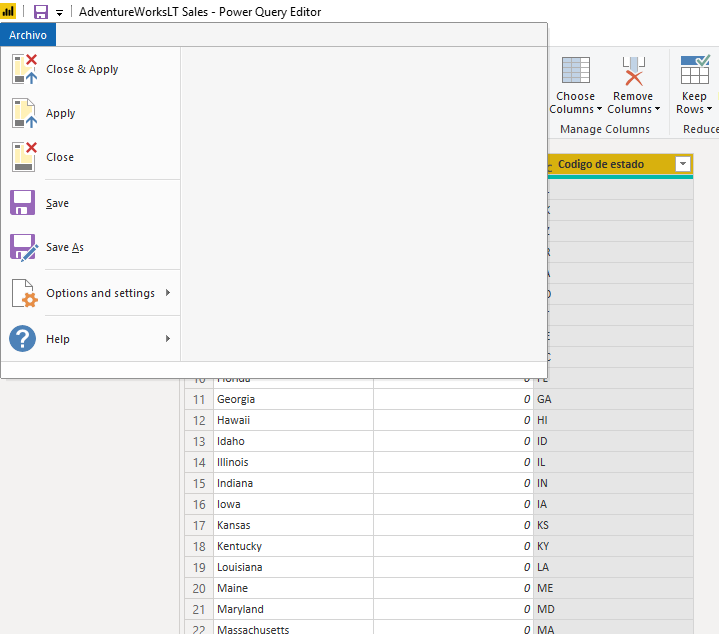 AdventureWorksLT Sales - Power Query Editor
Archivo
Close & Apply
Apply
Close
Save
Save As
Options and settings
Help
Choose Columns
Remove Columns
Keep Rows
Manage Columns
Reduce
Codigo de estado
10 Florida 0 FL
11 Georgia 0 GA
12 Hawaii 0 HI
13 Idaho 0 ID
14 Illinois 0 IL
15 Indiana 0 IN
16 Iowa 0 IA
17 Kansas 0 KS
18 Kentucky 0 KY
19 Louisiana 0 LA
20 Maine 0 ME
21 Maryland 0 MD
22 Massachusetts 0 MA